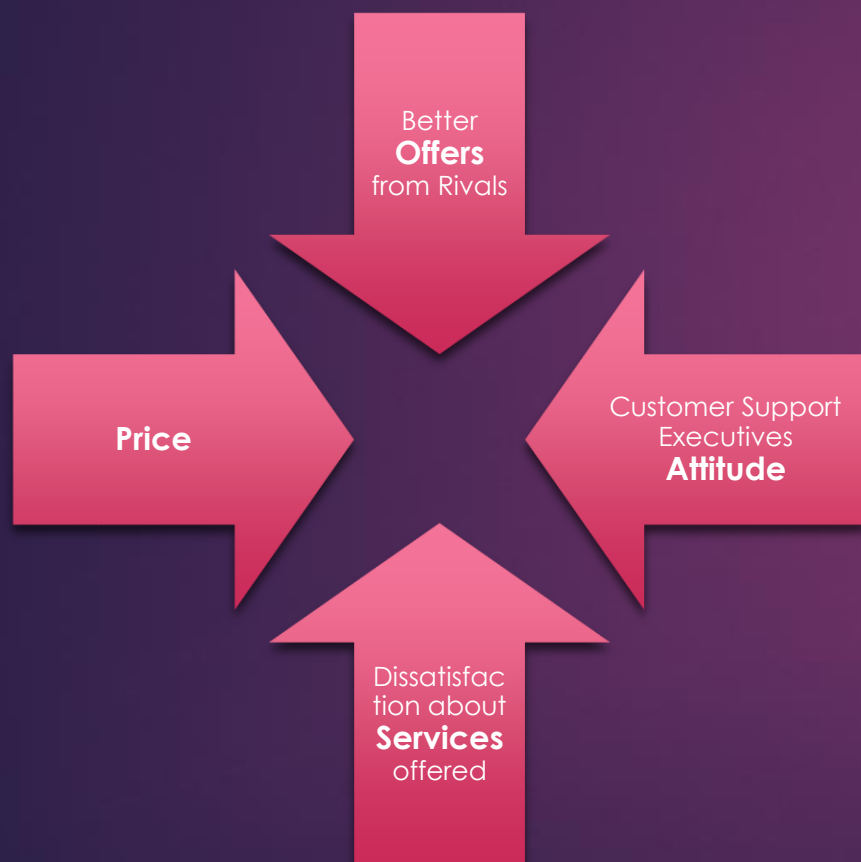 Better
Offers
from Rivals
Price
Customer Support
Executives
Attitude
Dissatisfac
tion about
Services
offered